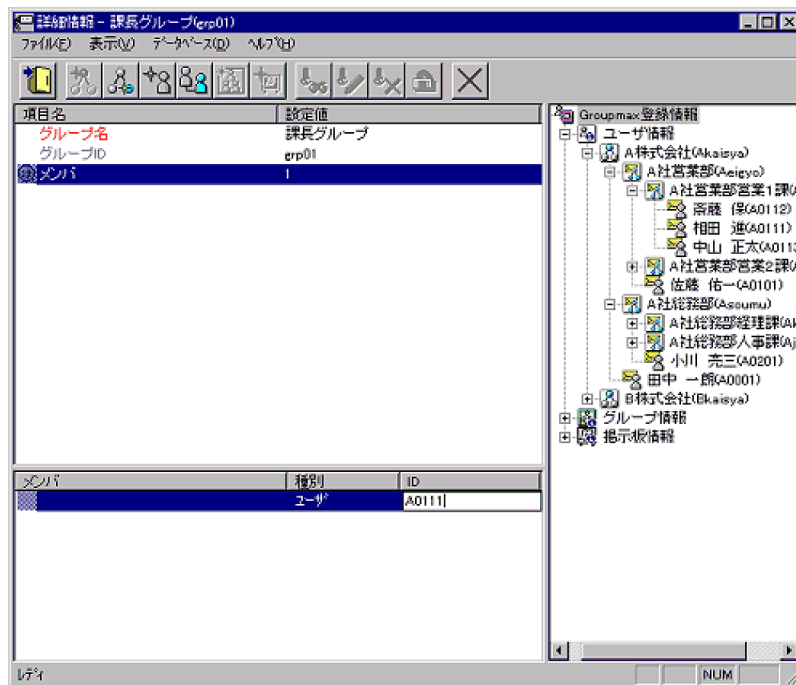 詳細情報 - 課長グループ(grp01)
ファイル(F) 表示(V) データベース(D) ヘルプ(H)
項目名 設定値
グループ名 課長グループ
グループID grp01
メンバ 1
メンバ 種別 ID
ユーザ A0111
Groupmax登録情報
ユーザ情報
A株式会社(Akaisya)
A社営業部(Aeigyo)
A社営業部営業1課(A
斎藤 保(A0112)
相田 進(A0111)
中山 正太(A0113
A社営業部営業2課(A
佐藤 佑一(A0101)
A社総務部(Asoumu)
A社総務部経理課(Ak
A社総務部人事課(Aj
小川 亮三(A0201)
田中 一郎(A0001)
B株式会社(Bkaisya)
グループ情報
掲示板情報
レディ NUM